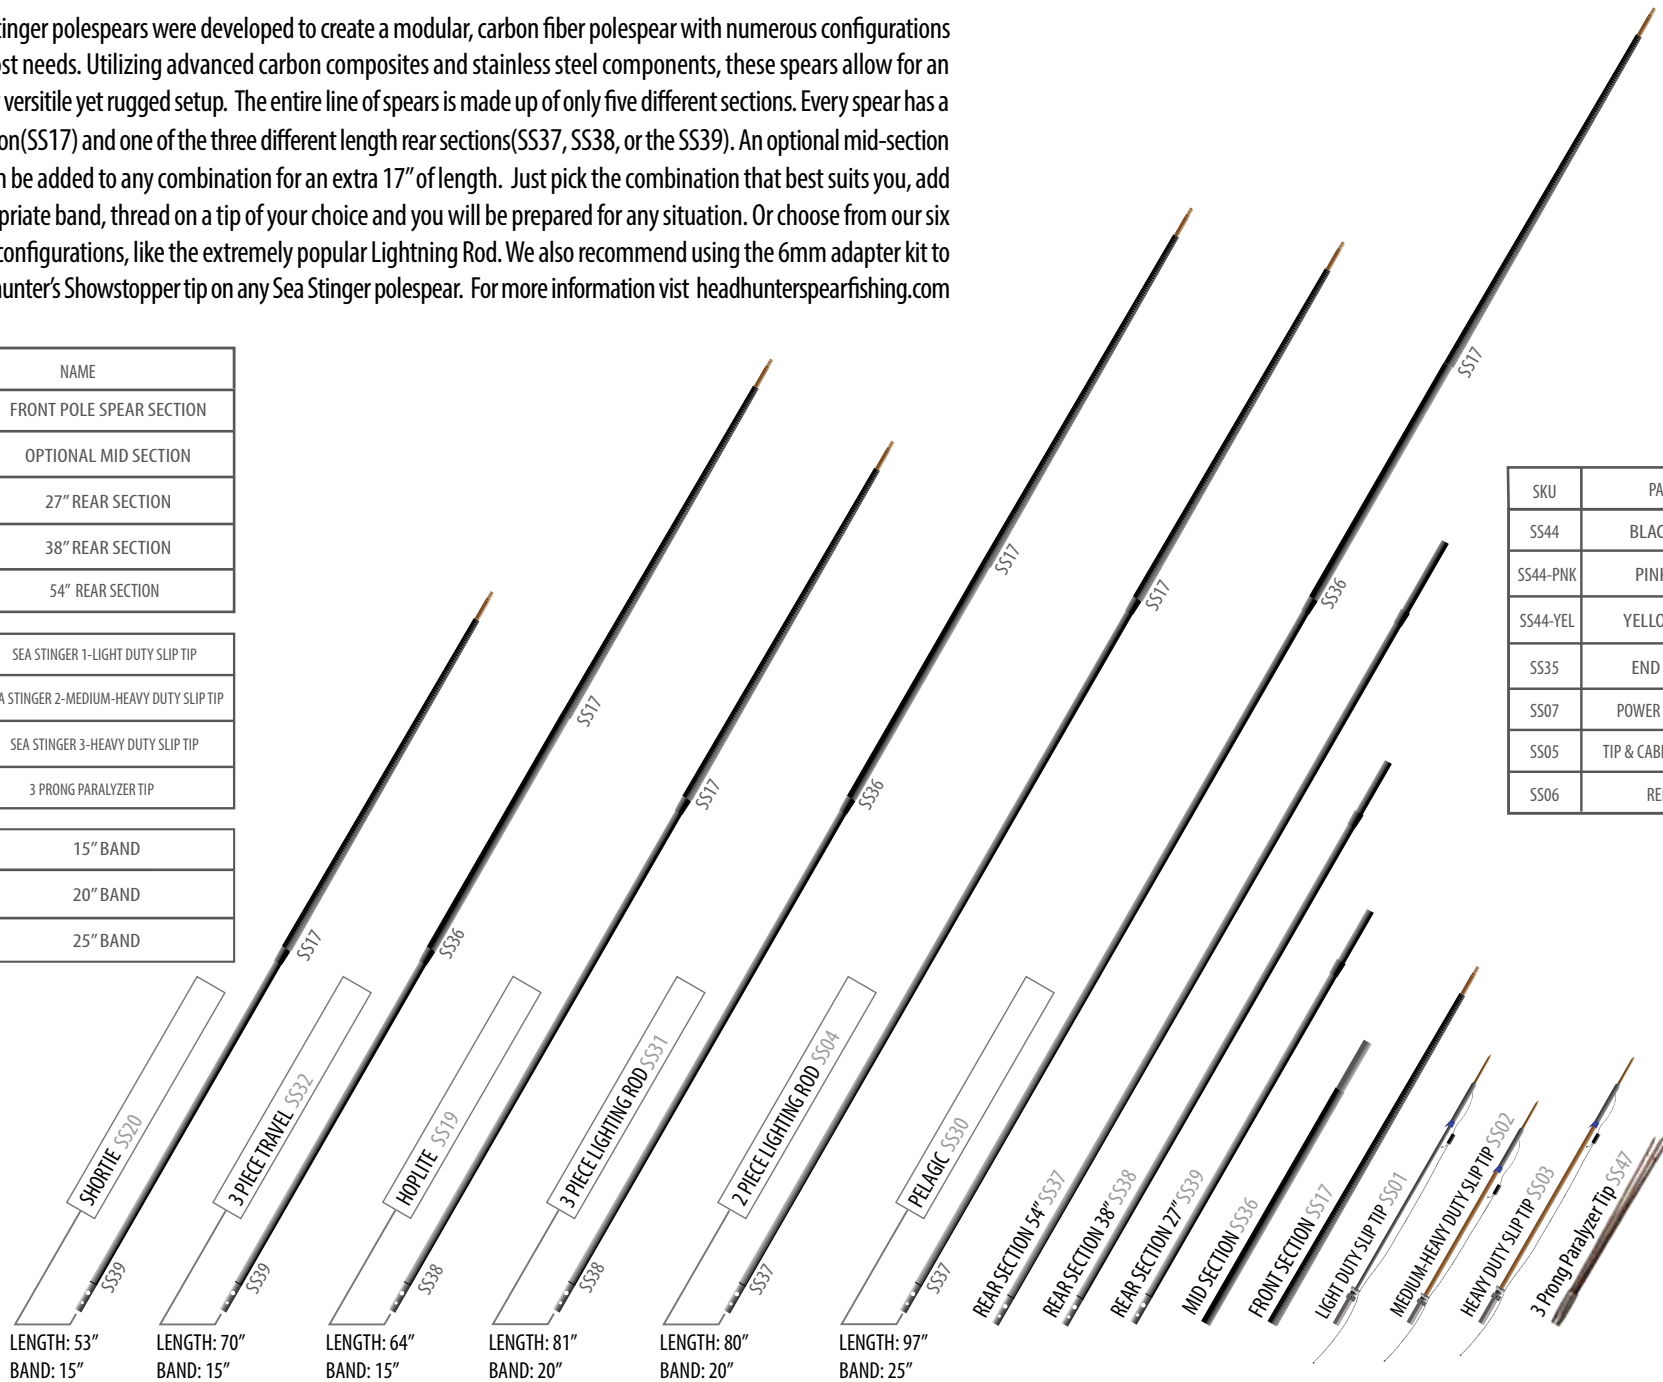 tinger polespears were developed to create a modular, carbon fiber polespear with numerous configurations
ost needs. Utilizing advanced carbon composites and stainless steel components, these spears allow for an
versitile yet rugged setup. The entire line of spears is made up of only five different sections. Every spear has a
on(SS17) and one of the three different length rear sections(SS37, SS38, or the SS39). An optional mid-section
n be added to any combination for an extra 17" of length. Just pick the combination that best suits you, add
priate band, thread on a tip of your choice and you will be prepared for any situation. Or choose from our six
configurations, like the extremely popular Lightning Rod. We also recommend using the 6mm adapter kit to
hunter's Showstopper tip on any Sea Stinger polespear. For more information vist headhunterspearfishing.com
NAME
FRONT POLE SPEAR SECTION
OPTIONAL MID SECTION
27" REAR SECTION
38" REAR SECTION
54" REAR SECTION
SEA STINGER 1-LIGHT DUTY SLIP TIP
A STINGER 2-MEDIUM-HEAVY DUTY SLIP TIP
SEA STINGER 3-HEAVY DUTY SLIP TIP
3 PRONG PARALYZER TIP
15" BAND
20" BAND
25" BAND
SKU PA
SS44 BLAC
SS44-PNK PINK
SS44-YEL YELLO
SS35 END
SS07 POWER
SS05 TIP & CABL
SS06 RE
SS17
SS39
SHORTIE SS20
LENGTH: 53"
BAND: 15"
SS17
SS36
SS39
3 PIECE TRAVEL SS32
LENGTH: 70"
BAND: 15"
SS17
SS38
HOPLITE SS19
LENGTH: 64"
BAND: 15"
SS17
SS36
SS38
3 PIECE LIGHTING ROD SS31
LENGTH: 81"
BAND: 20"
SS17
SS37
2 PIECE LIGHTING ROD SS04
LENGTH: 80"
BAND: 20"
SS17
SS36
SS37
PELAGIC SS30
LENGTH: 97"
BAND: 25"
REAR SECTION 54" SS37
REAR SECTION 38" SS38
REAR SECTION 27" SS39
MID SECTION SS36
FRONT SECTION SS17
LIGHT DUTY SLIP TIP SS01
MEDIUM-HEAVY DUTY SLIP TIP SS02
HEAVY DUTY SLIP TIP SS03
3 Prong Paralyzer Tip SS47